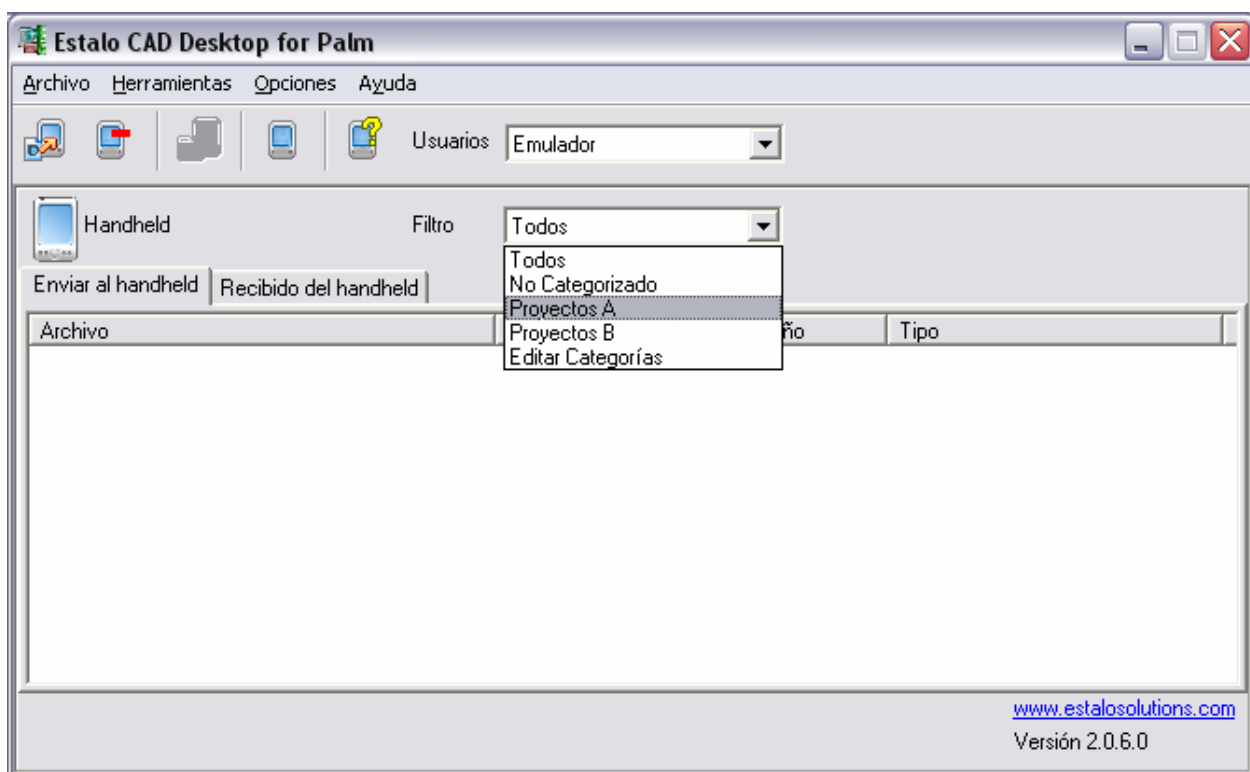 Estalo CAD Desktop for Palm
Archivo Herramientas Opciones Ayuda
Usuarios Emulador
Handheld Filtro Todos
Todos
No Categorizado
Proyectos A
Proyectos B
Editar Categorías
Enviar al handheld Recibido del handheld
Archivo ño Tipo
www.estalosolutions.com
Versión 2.0.6.0